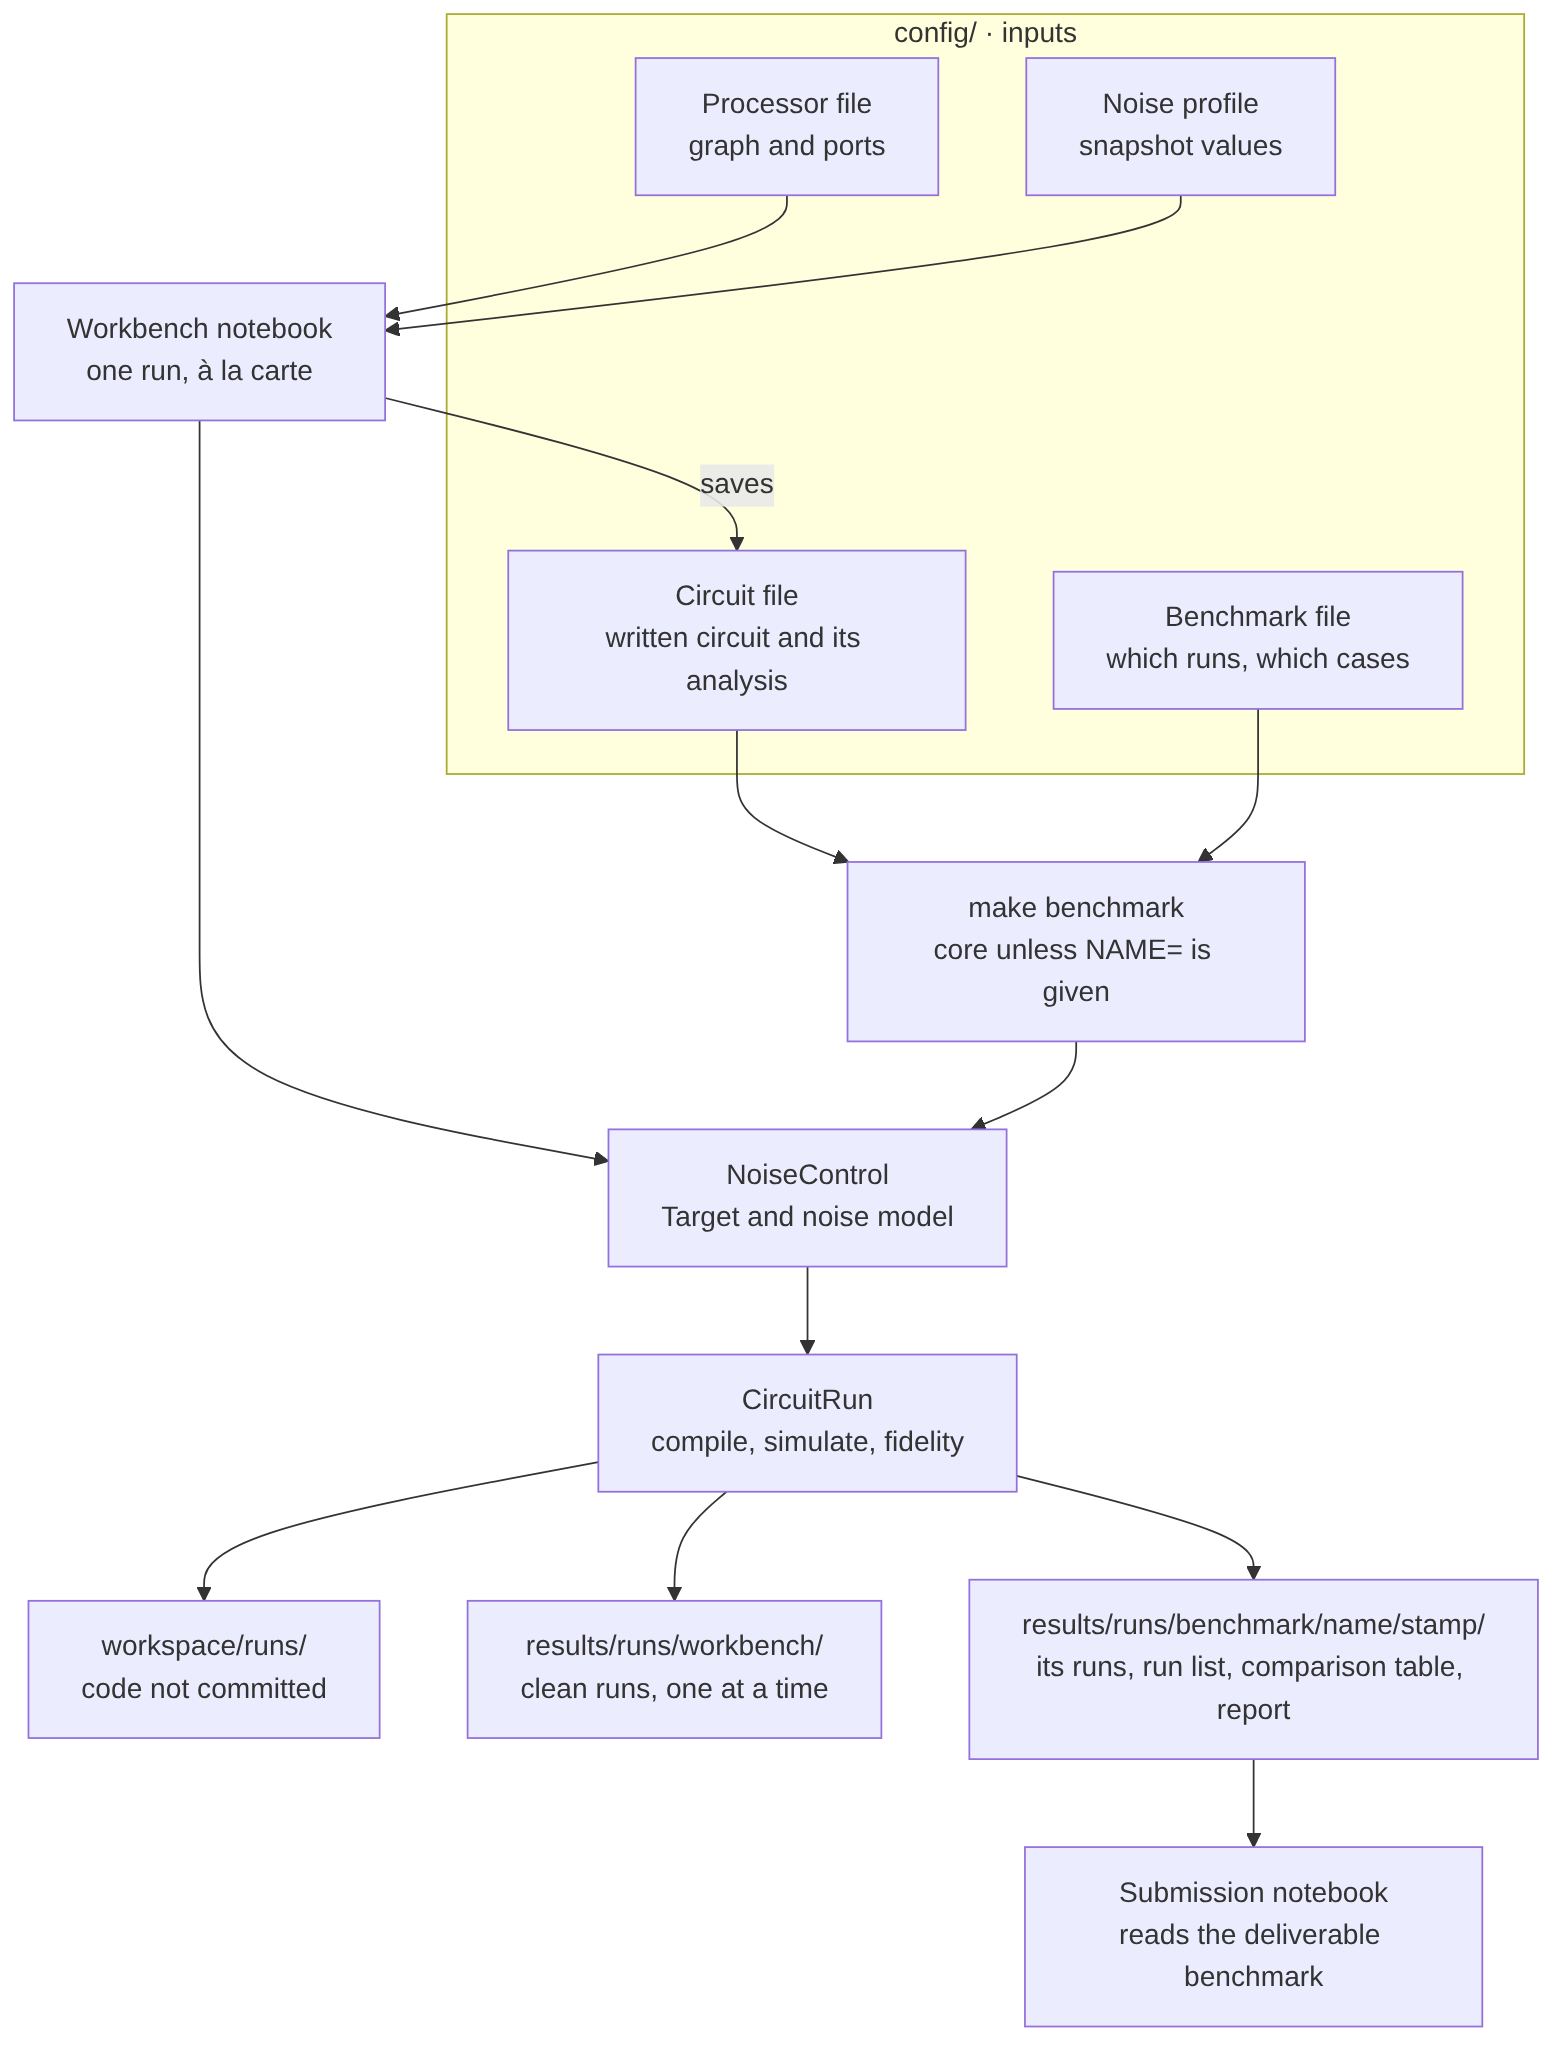 config/ · inputs
Processor file
graph and ports
Noise profile
snapshot values
Workbench notebook
one run, à la carte
saves
Circuit file
written circuit and its
analysis
Benchmark file
which runs, which cases
make benchmark
core unless NAME= is
given
NoiseControl
Target and noise model
CircuitRun
compile, simulate, fidelity
workspace/runs/
code not committed
results/runs/workbench/
clean runs, one at a time
results/runs/benchmark/name/stamp/
its runs, run list, comparison table,
report
Submission notebook
reads the deliverable
benchmark